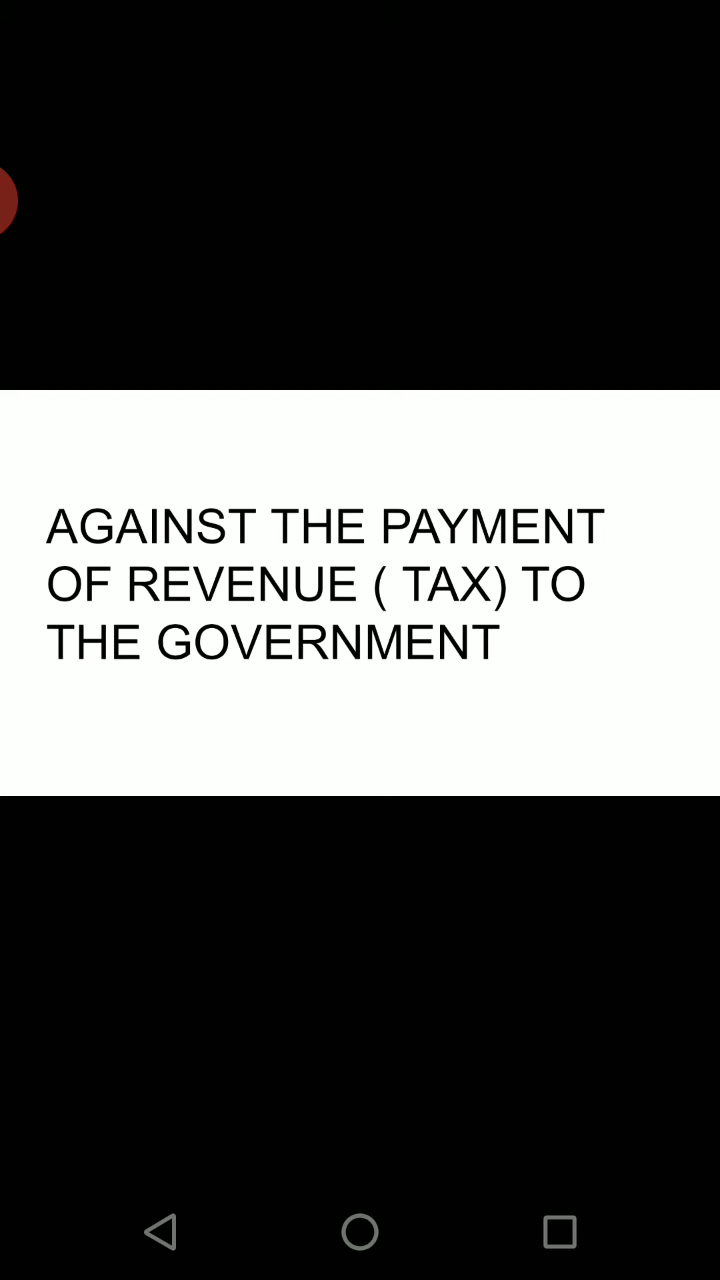 AGAINST THE PAYMENT
OF REVENUE ( TAX) TO
THE GOVERNMENT